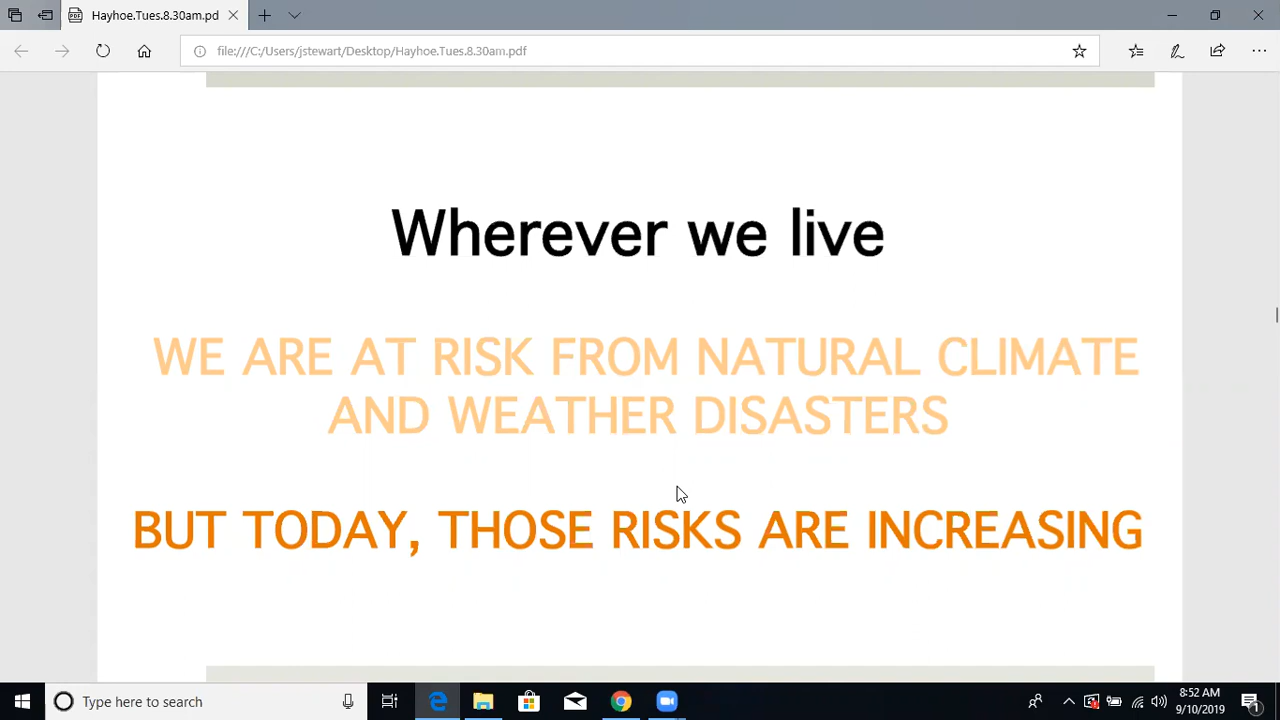 Hayhoe.Tues.8.30am.pd
file:///C:/Users/jstewart/Desktop/Hayhoe.Tues.8.30am.pdf
Wherever we live
WE ARE AT RISK FROM NATURAL CLIMATE
AND WEATHER DISASTERS
BUT TODAY, THOSE RISKS ARE INCREASING
Type here to search
8:52 AM
9/10/2019
1